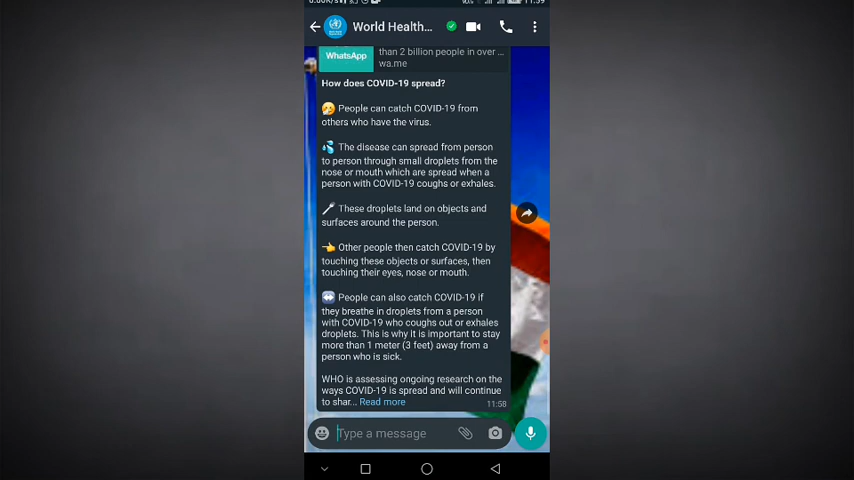 11:59
World Health...
WhatsApp
than 2 billion people in over ...
wa.me
How does COVID-19 spread?
People can catch COVID-19 from
others who have the virus.
The disease can spread from person
to person through small droplets from the
nose or mouth which are spread when a
person with COVID-19 coughs or exhales.
These droplets land on objects and
surfaces around the person.
Other people then catch COVID-19 by
touching these objects or surfaces, then
touching their eyes, nose or mouth.
People can also catch COVID-19 if
they breathe in droplets from a person
with COVID-19 who coughs out or exhales
droplets. This is why it is important to stay
more than 1 meter (3 feet) away from a
person who is sick.
WHO is assessing ongoing research on the
ways COVID-19 is spread and will continue
to shar... Read more
11:58
Type a message